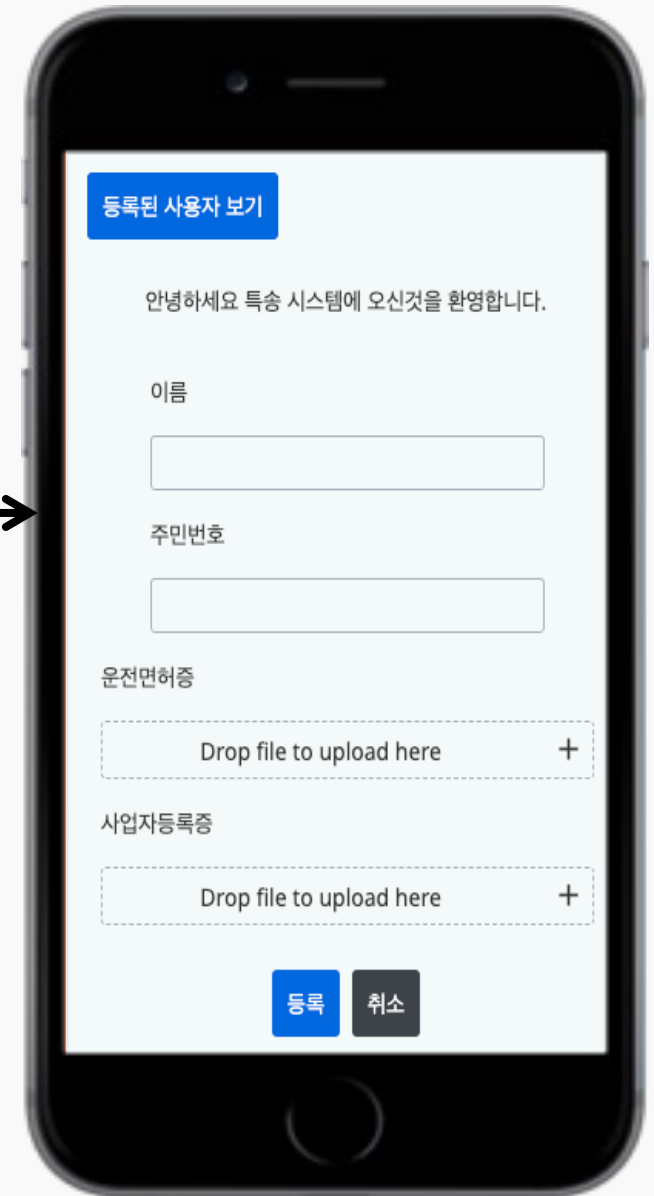 등록된 사용자 보기
안녕하세요 특송 시스템에 오신것을 환영합니다.
이름
주민번호
운전면허증
Drop file to upload here +
사업자등록증
Drop file to upload here +
등록 취소